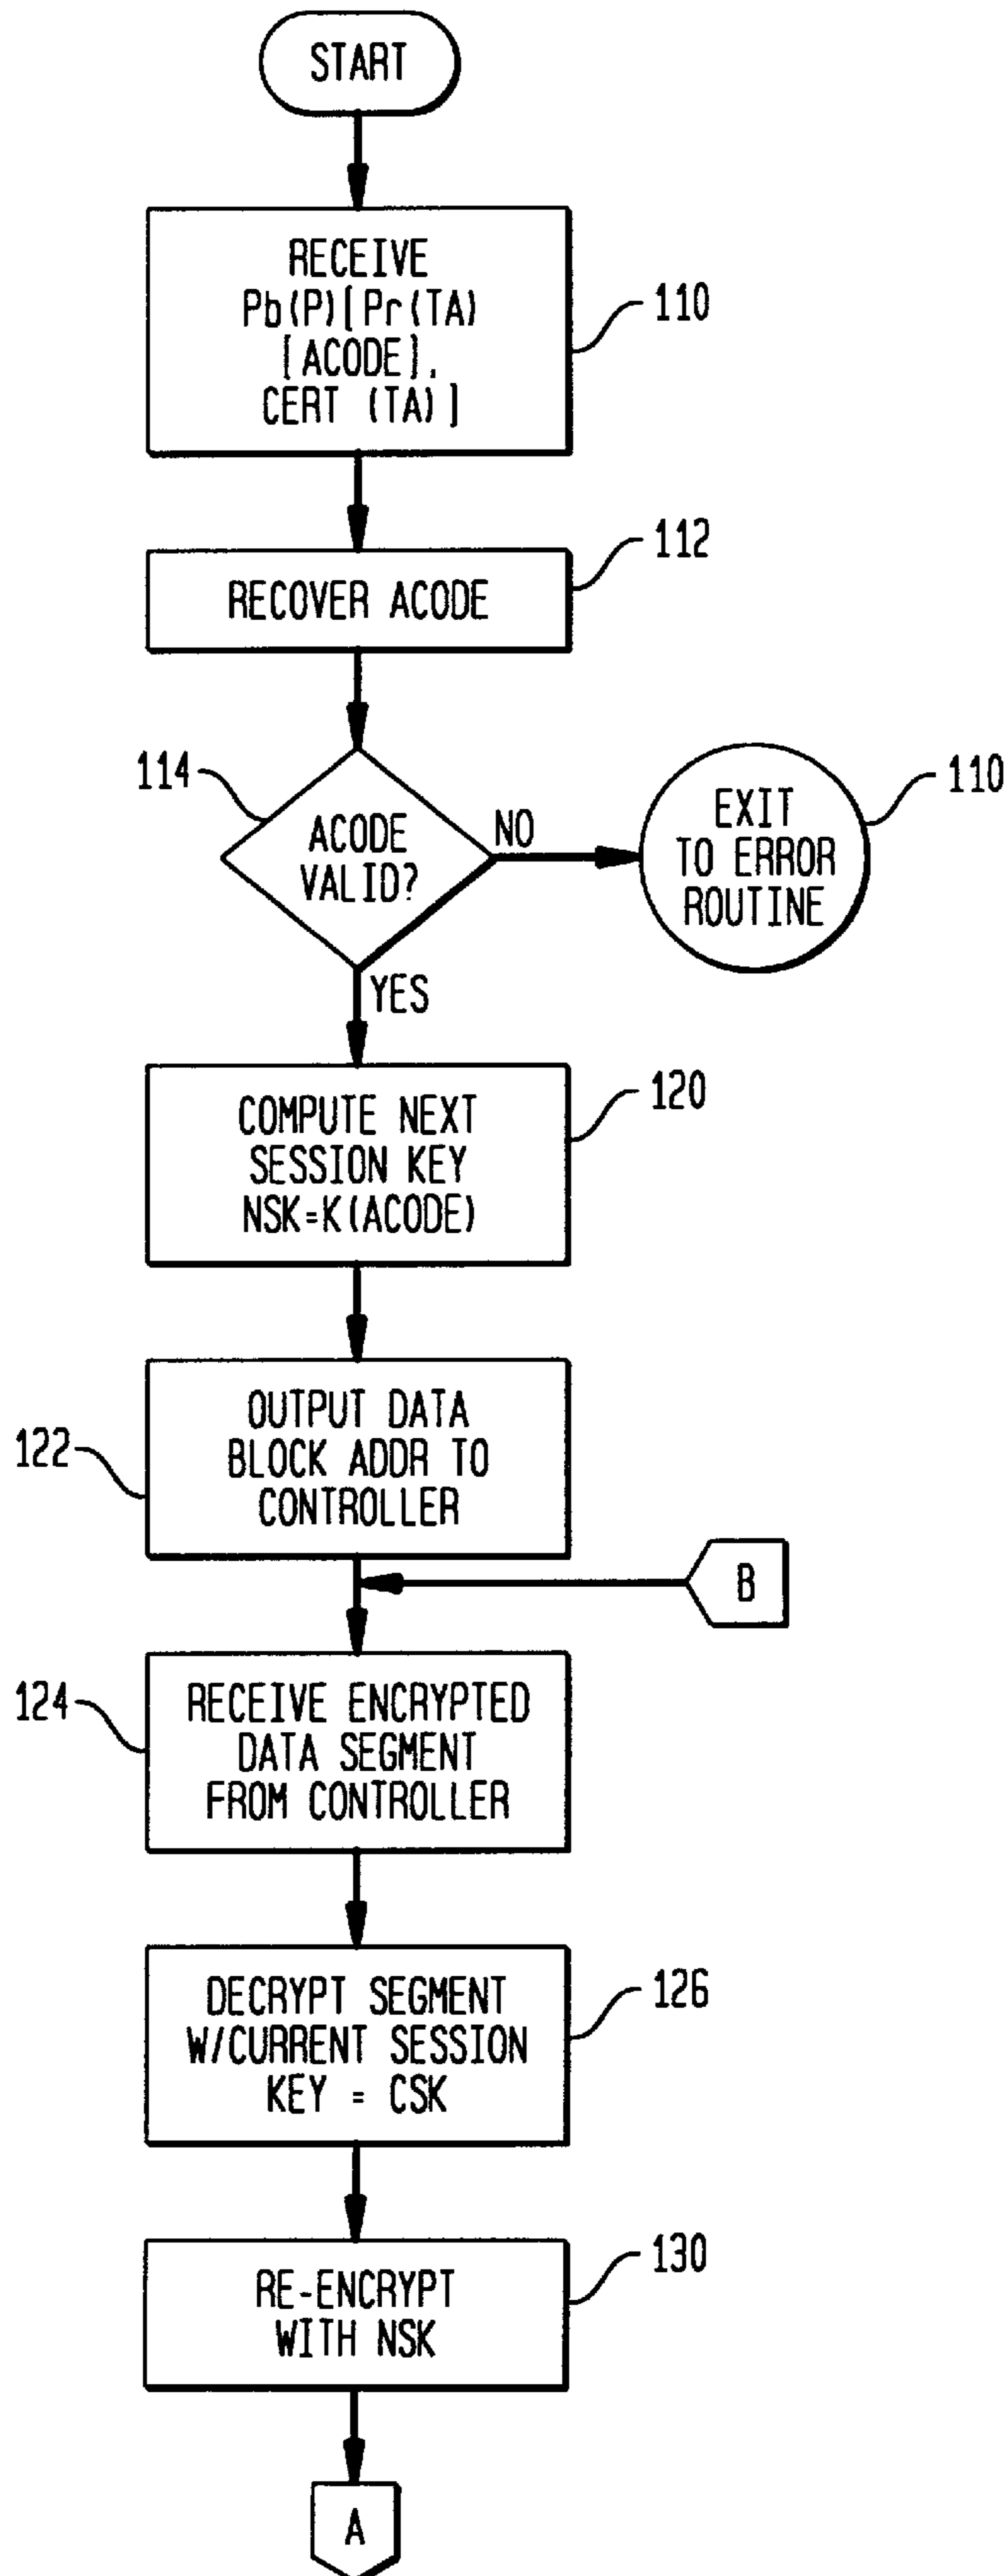 START
RECEIVE
Pb(P)[Pr(TA)
[ACODE],
CERT (TA)]
110
RECOVER ACODE
112
114
ACODE
VALID?
NO
EXIT
TO ERROR
ROUTINE
110
YES
COMPUTE NEXT
SESSION KEY
NSK=K(ACODE)
120
OUTPUT DATA
BLOCK ADDR TO
CONTROLLER
122
B
124
RECEIVE ENCRYPTED
DATA SEGMENT
FROM CONTROLLER
DECRYPT SEGMENT
W/CURRENT SESSION
KEY = CSK
126
RE-ENCRYPT
WITH NSK
130
A